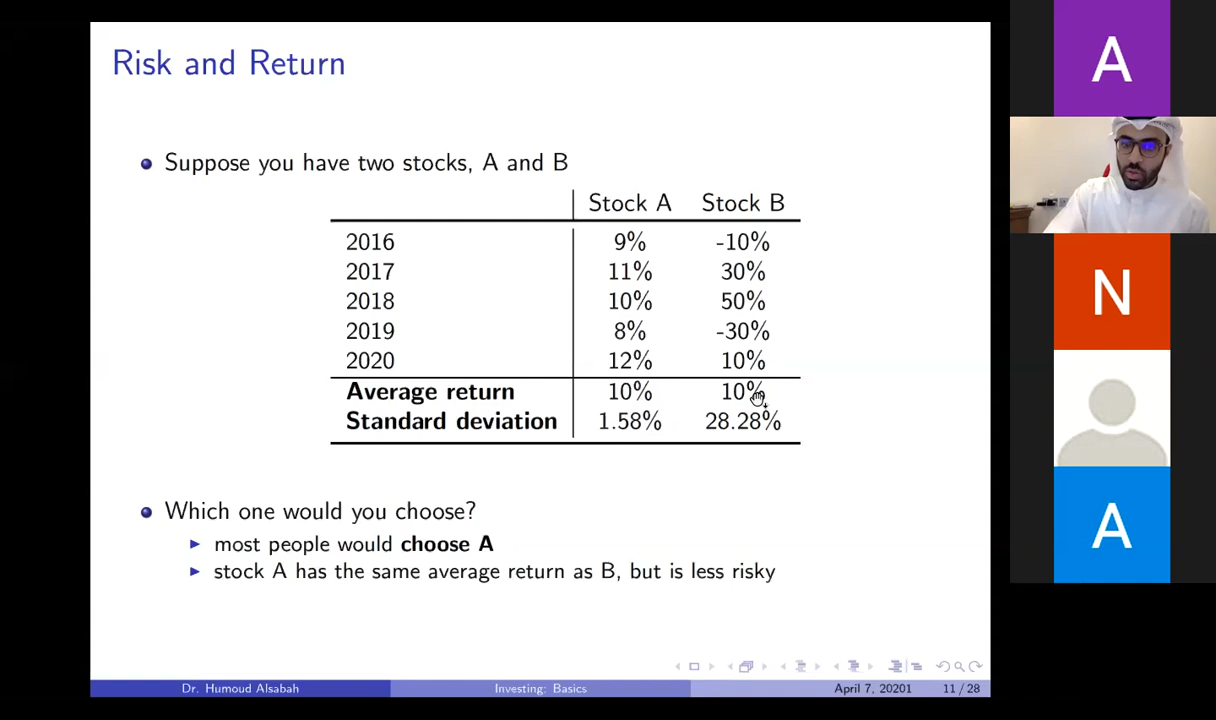 Risk and Return
Suppose you have two stocks, A and B
Stock A Stock B
2016 9% -10%
2017 11% 30%
2018 10% 50%
2019 8% -30%
2020 12% 10%
Average return 10% 10%
Standard deviation 1.58% 28.28%
Which one would you choose?
most people would choose A
stock A has the same average return as B, but is less risky
Dr. Humoud Alsabah Investing: Basics April 7, 20201 11 / 28
A
N
A